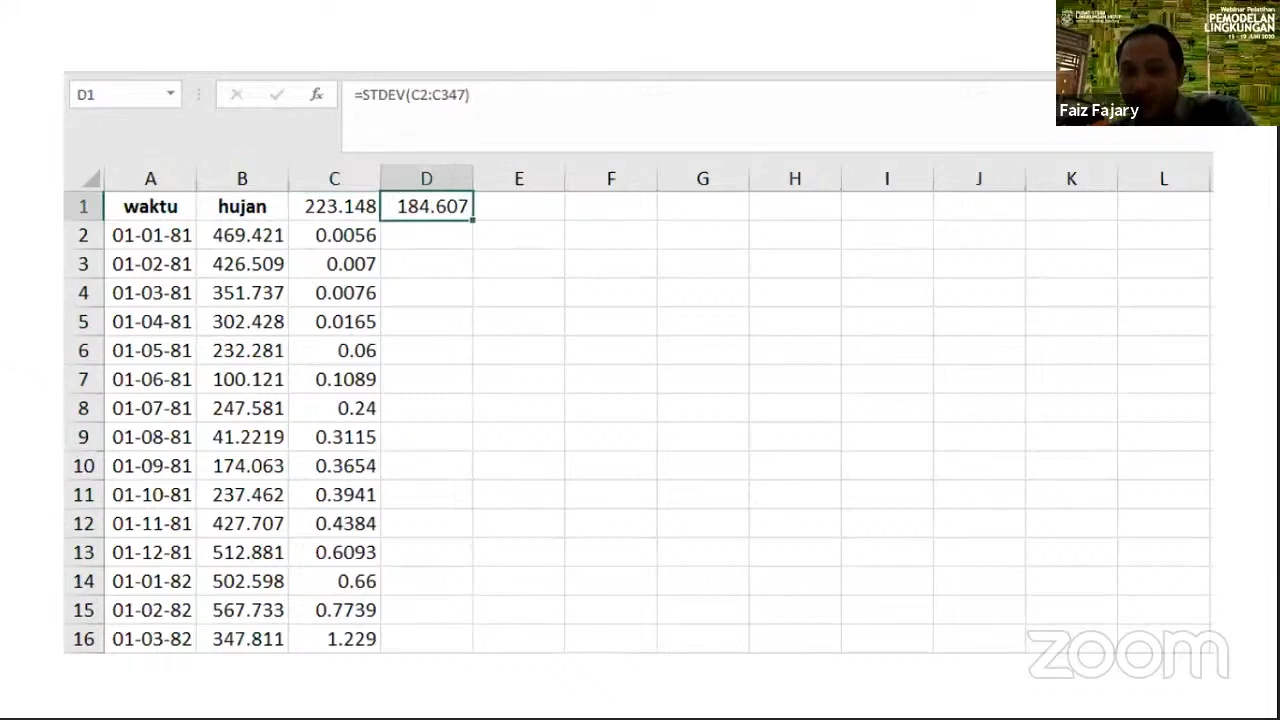 PUSAT STUDI
LINGKUNGAN HIDUP
Webinar Pelatihan
PEMODELAN
LINGKUNGAN
Faiz Fajary
D1 fx =STDEV(C2:C347)
A B C D E F G H I J K L
1 waktu hujan 223.148 184.607
2 01-01-81 469.421 0.0056
3 01-02-81 426.509 0.007
4 01-03-81 351.737 0.0076
5 01-04-81 302.428 0.0165
6 01-05-81 232.281 0.06
7 01-06-81 100.121 0.1089
8 01-07-81 247.581 0.24
9 01-08-81 41.2219 0.3115
10 01-09-81 174.063 0.3654
11 01-10-81 237.462 0.3941
12 01-11-81 427.707 0.4384
13 01-12-81 512.881 0.6093
14 01-01-82 502.598 0.66
15 01-02-82 567.733 0.7739
16 01-03-82 347.811 1.229
zoom